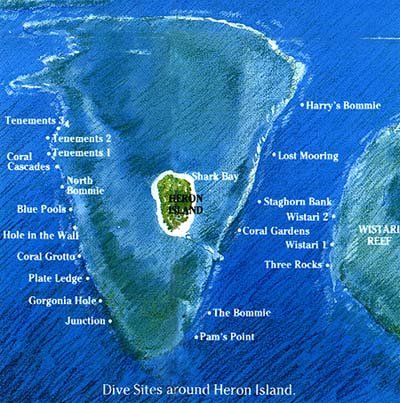 Harry's Bommie
Tenements 3
Tenements 2
Tenements 1
Lost Mooring
Coral
Cascades
Shark Bay
North
Bommie
HERON
ISLAND
Staghorn Bank
Blue Pools
Wistari 2
WISTARI
REEF
Hole in the Wall
Coral Gardens
Wistari 1
Coral Grotto
Three Rocks
Plate Ledge
Gorgonia Hole
The Bommie
Junction
Pam's Point
Dive Sites around Heron Island.